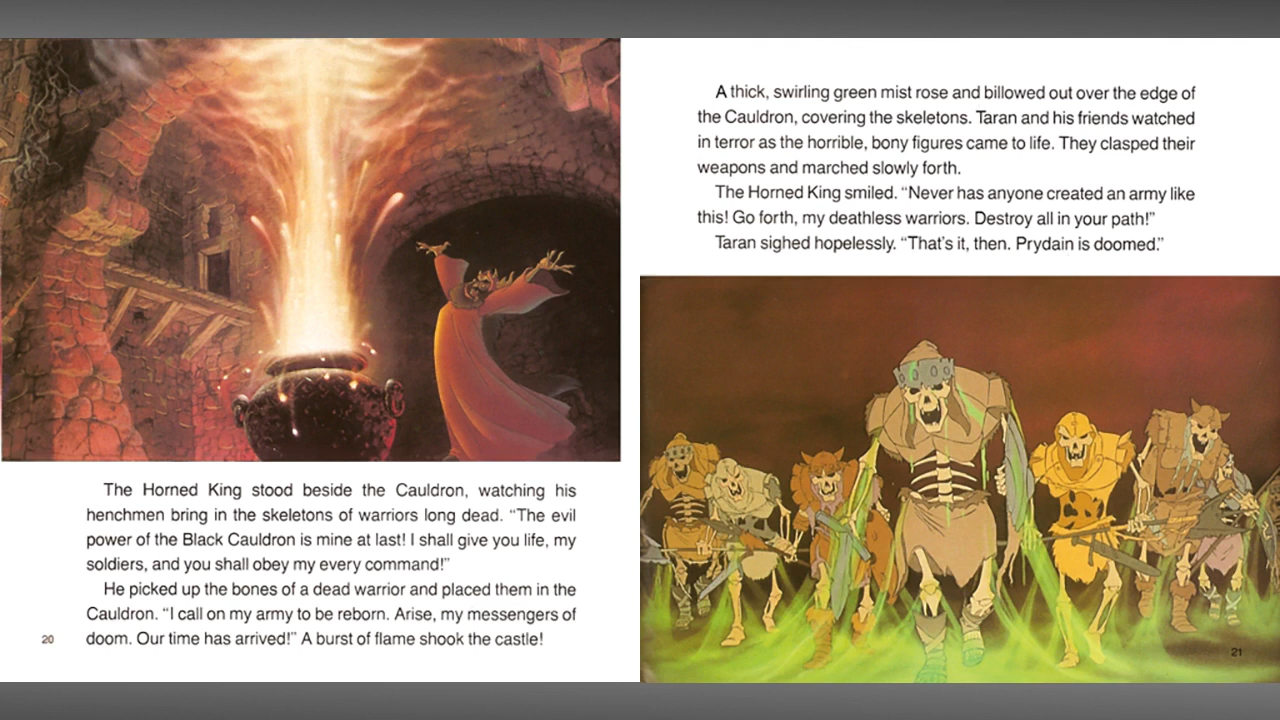 The Horned King stood beside the Cauldron, watching his
henchmen bring in the skeletons of warriors long dead. “The evil
power of the Black Cauldron is mine at last! I shall give you life, my
soldiers, and you shall obey my every command!”
He picked up the bones of a dead warrior and placed them in the
Cauldron. “I call on my army to be reborn. Arise, my messengers of
doom. Our time has arrived!” A burst of flame shook the castle!
20
A thick, swirling green mist rose and billowed out over the edge of
the Cauldron, covering the skeletons. Taran and his friends watched
in terror as the horrible, bony figures came to life. They clasped their
weapons and marched slowly forth.
The Horned King smiled. “Never has anyone created an army like
this! Go forth, my deathless warriors. Destroy all in your path!”
Taran sighed hopelessly. “That’s it, then. Prydain is doomed.”
21